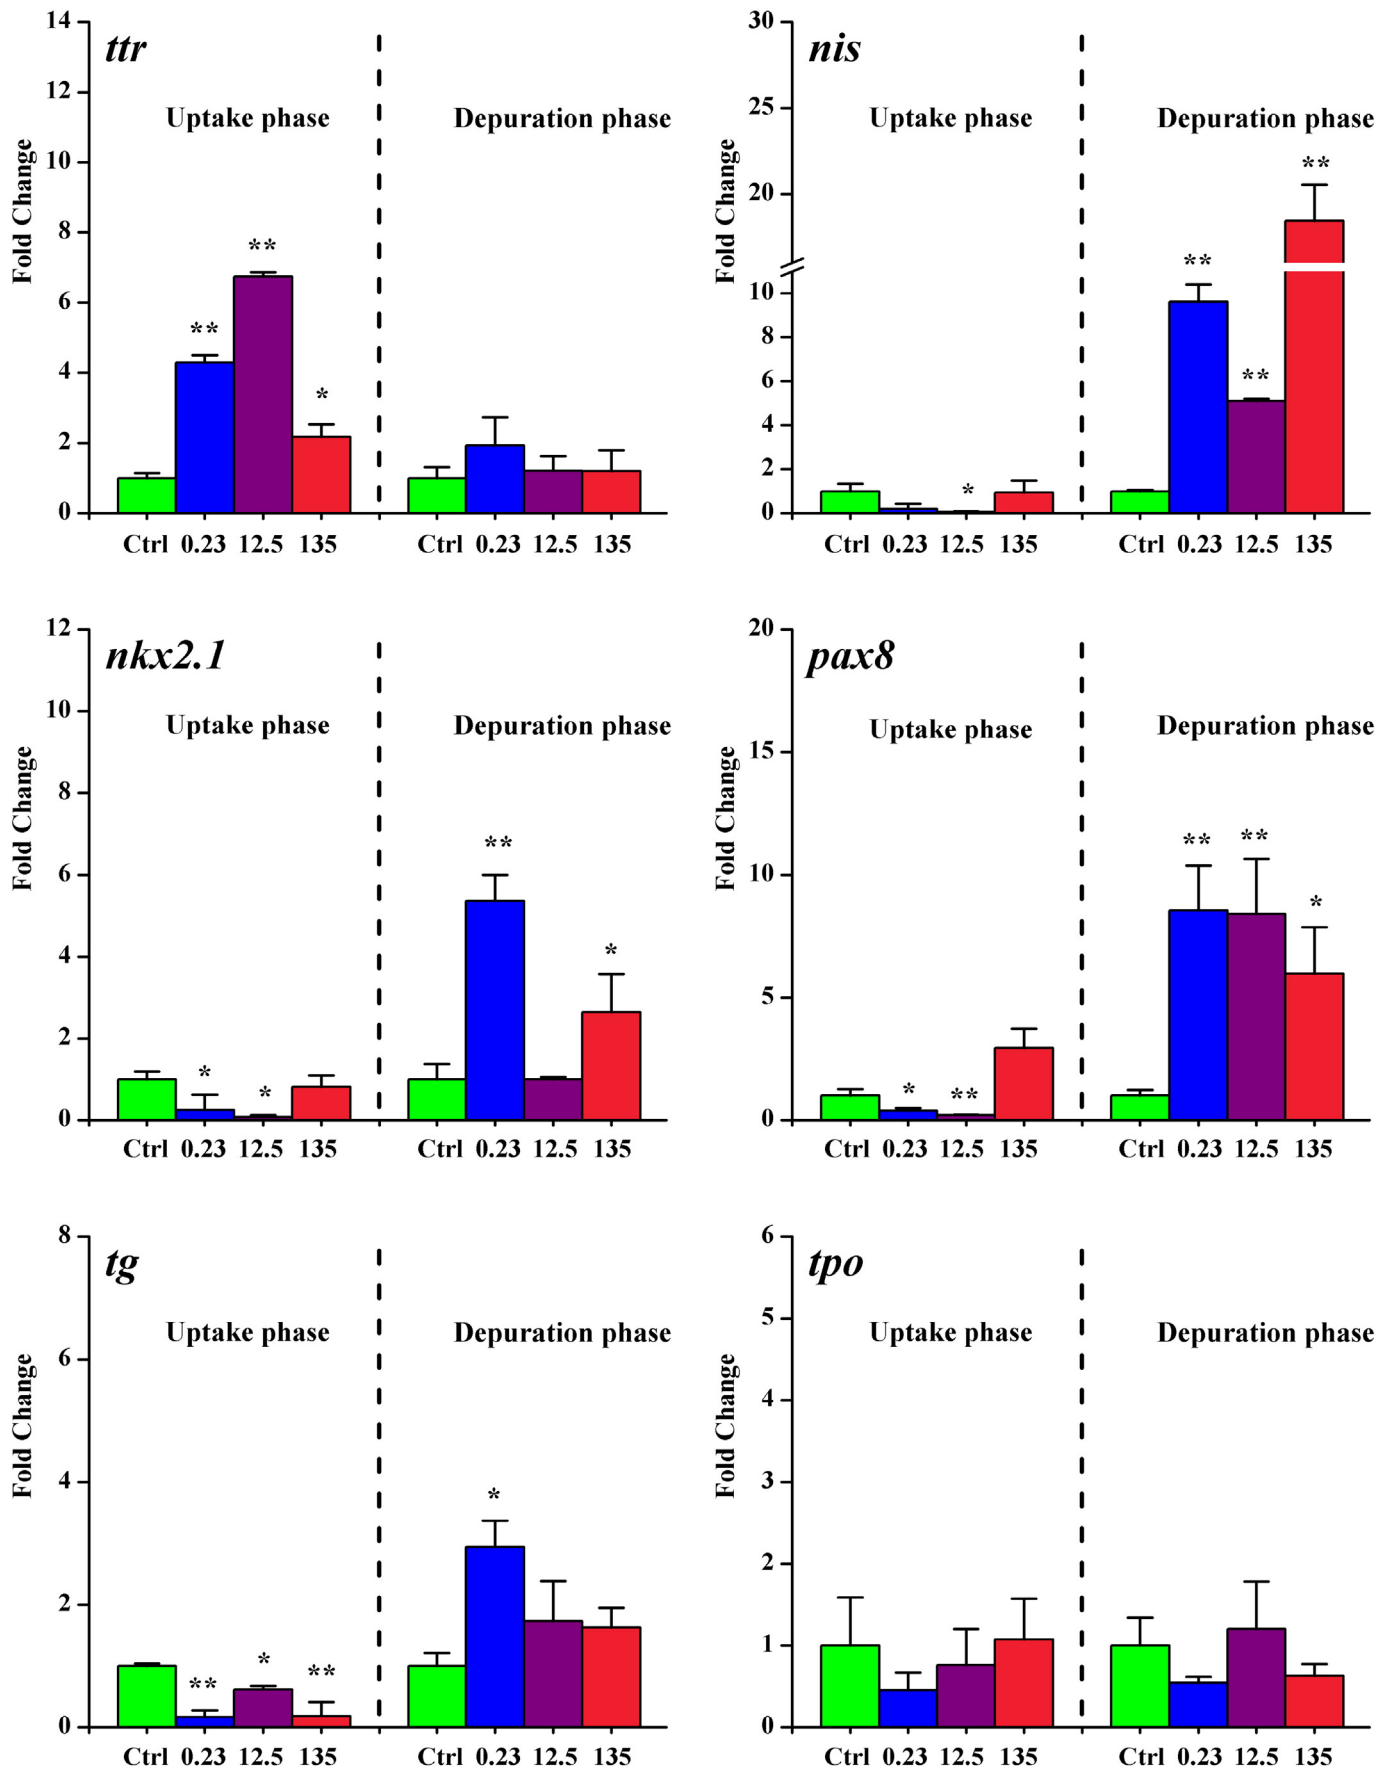 ttr
Uptake phase
Depuration phase
Fold Change
14
12
10
8
6
4
2
0
**
**
*
Ctrl 0.23 12.5 135
Ctrl 0.23 12.5 135
nis
Uptake phase
Depuration phase
Fold Change
30
25
20
10
8
6
4
2
0
*
**
**
**
Ctrl 0.23 12.5 135
Ctrl 0.23 12.5 135
nkx2.1
Uptake phase
Depuration phase
Fold Change
12
10
8
6
4
2
0
*
*
**
*
Ctrl 0.23 12.5 135
Ctrl 0.23 12.5 135
pax8
Uptake phase
Depuration phase
Fold Change
20
15
10
5
0
*
**
**
**
*
Ctrl 0.23 12.5 135
Ctrl 0.23 12.5 135
tg
Uptake phase
Depuration phase
Fold Change
8
6
4
2
0
**
*
**
*
Ctrl 0.23 12.5 135
Ctrl 0.23 12.5 135
tpo
Uptake phase
Depuration phase
Fold Change
6
5
4
3
2
1
0
Ctrl 0.23 12.5 135
Ctrl 0.23 12.5 135